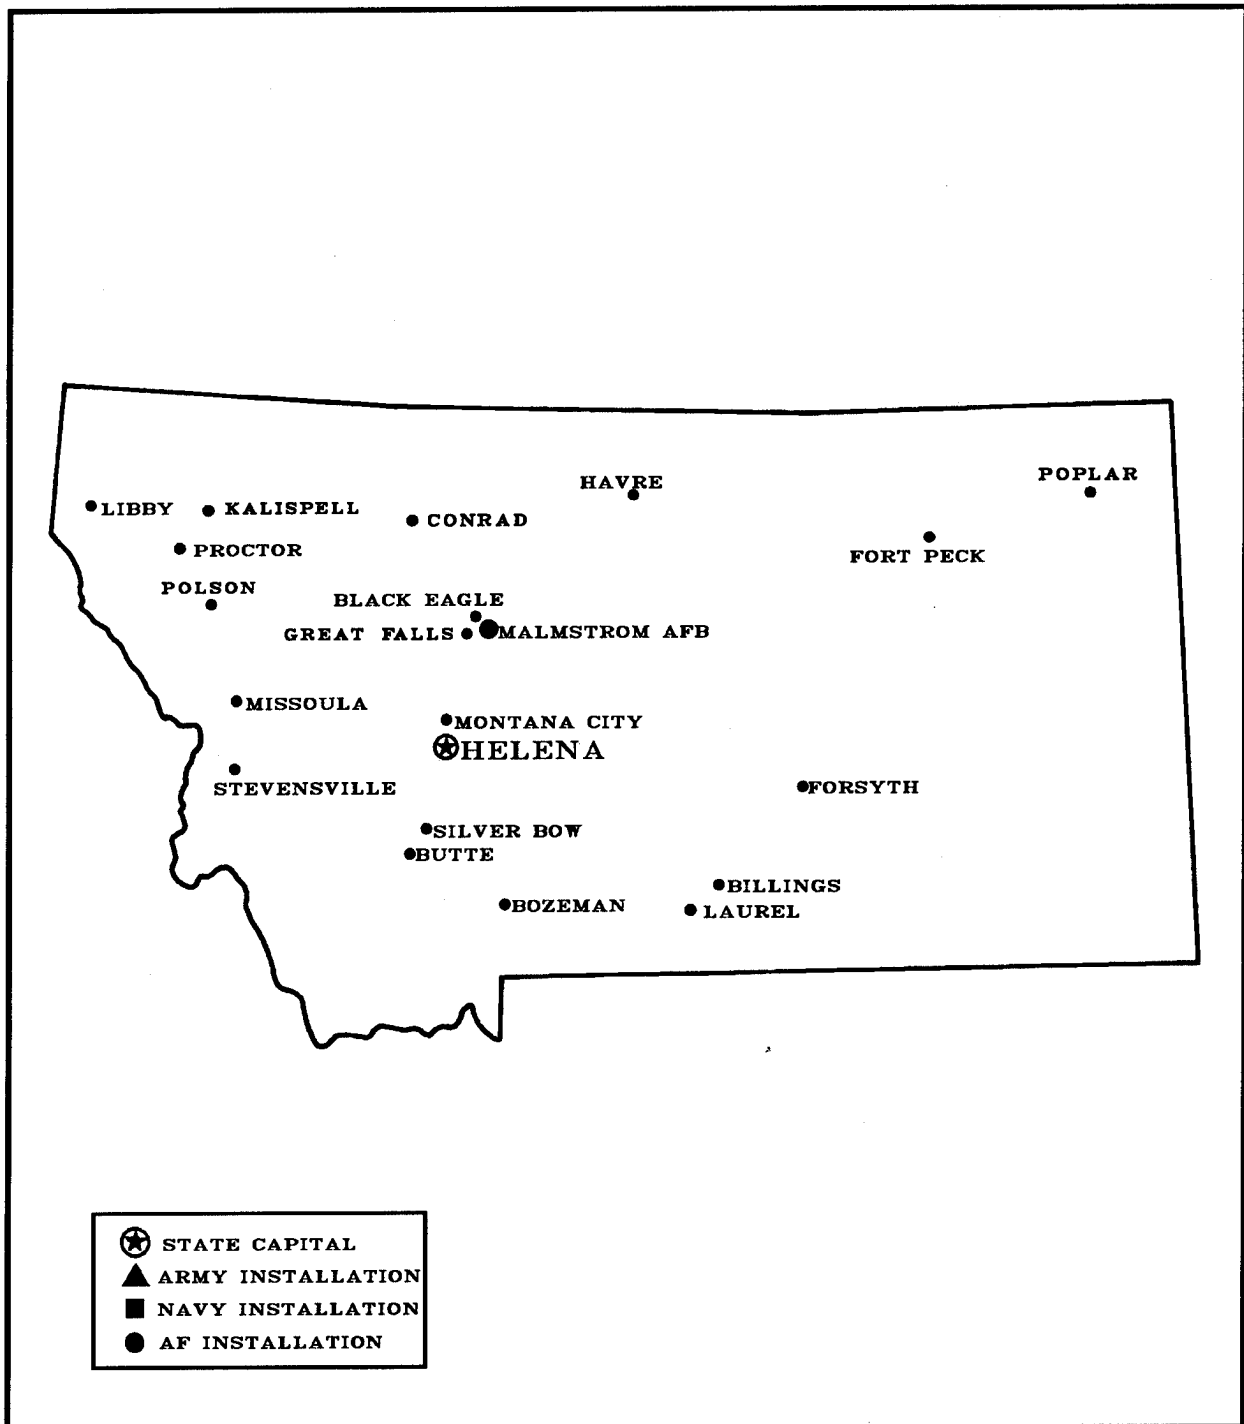 HAVRE
POPLAR
LIBBY
KALISPELL
CONRAD
PROCTOR
FORT PECK
POLSON
BLACK EAGLE
GREAT FALLS
MALMSTROM AFB
MISSOULA
MONTANA CITY
HELENA
STEVENSVILLE
FORSYTH
SILVER BOW
BUTTE
BILLINGS
BOZEMAN
LAUREL
STATE CAPITAL
ARMY INSTALLATION
NAVY INSTALLATION
AF INSTALLATION